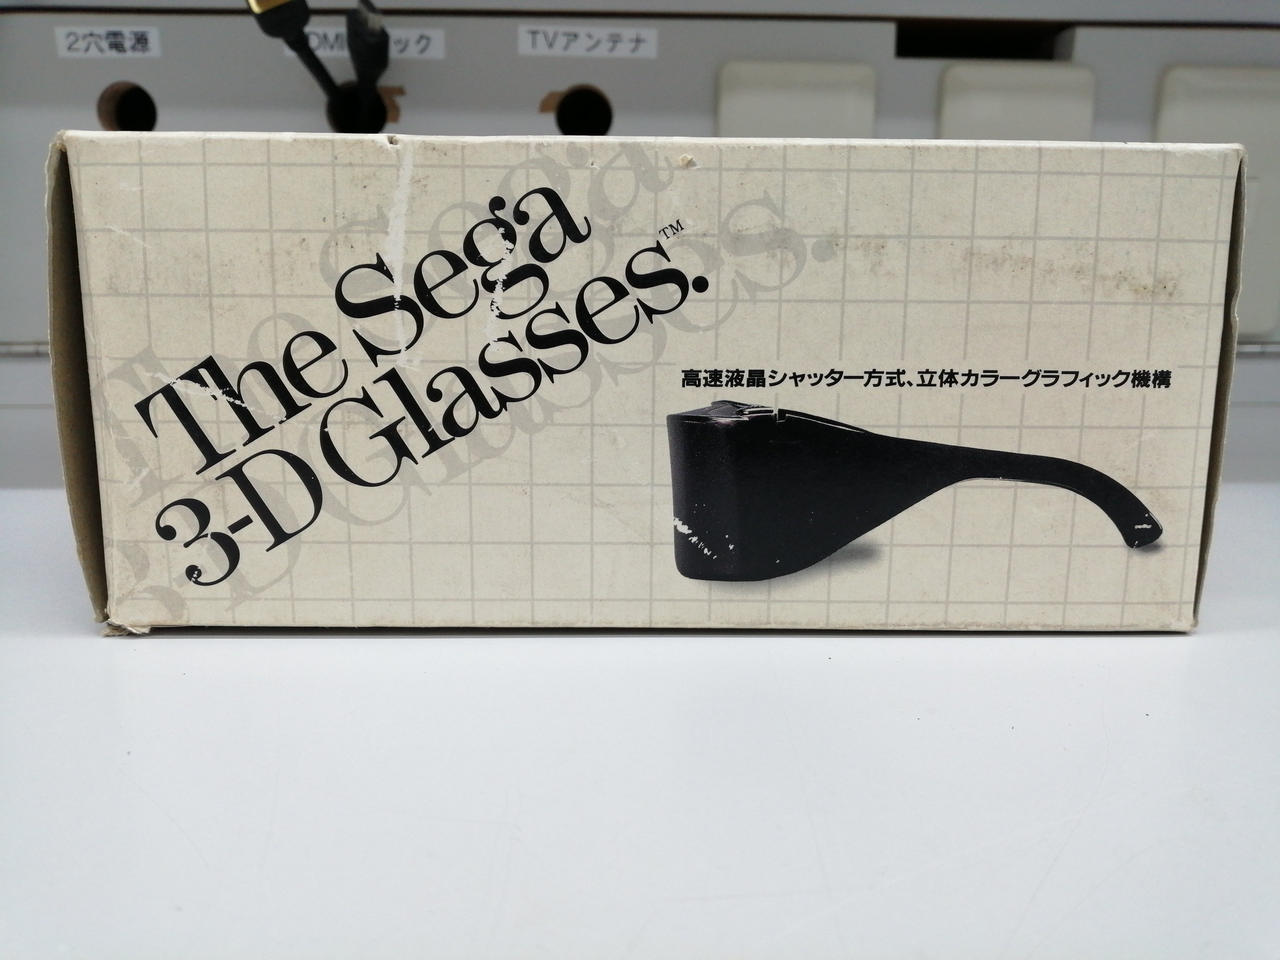 2穴電源
TVアンテナ
The Sega
3-D Glasses.™
高速液晶シャッター方式、立体カラーグラフィック機構